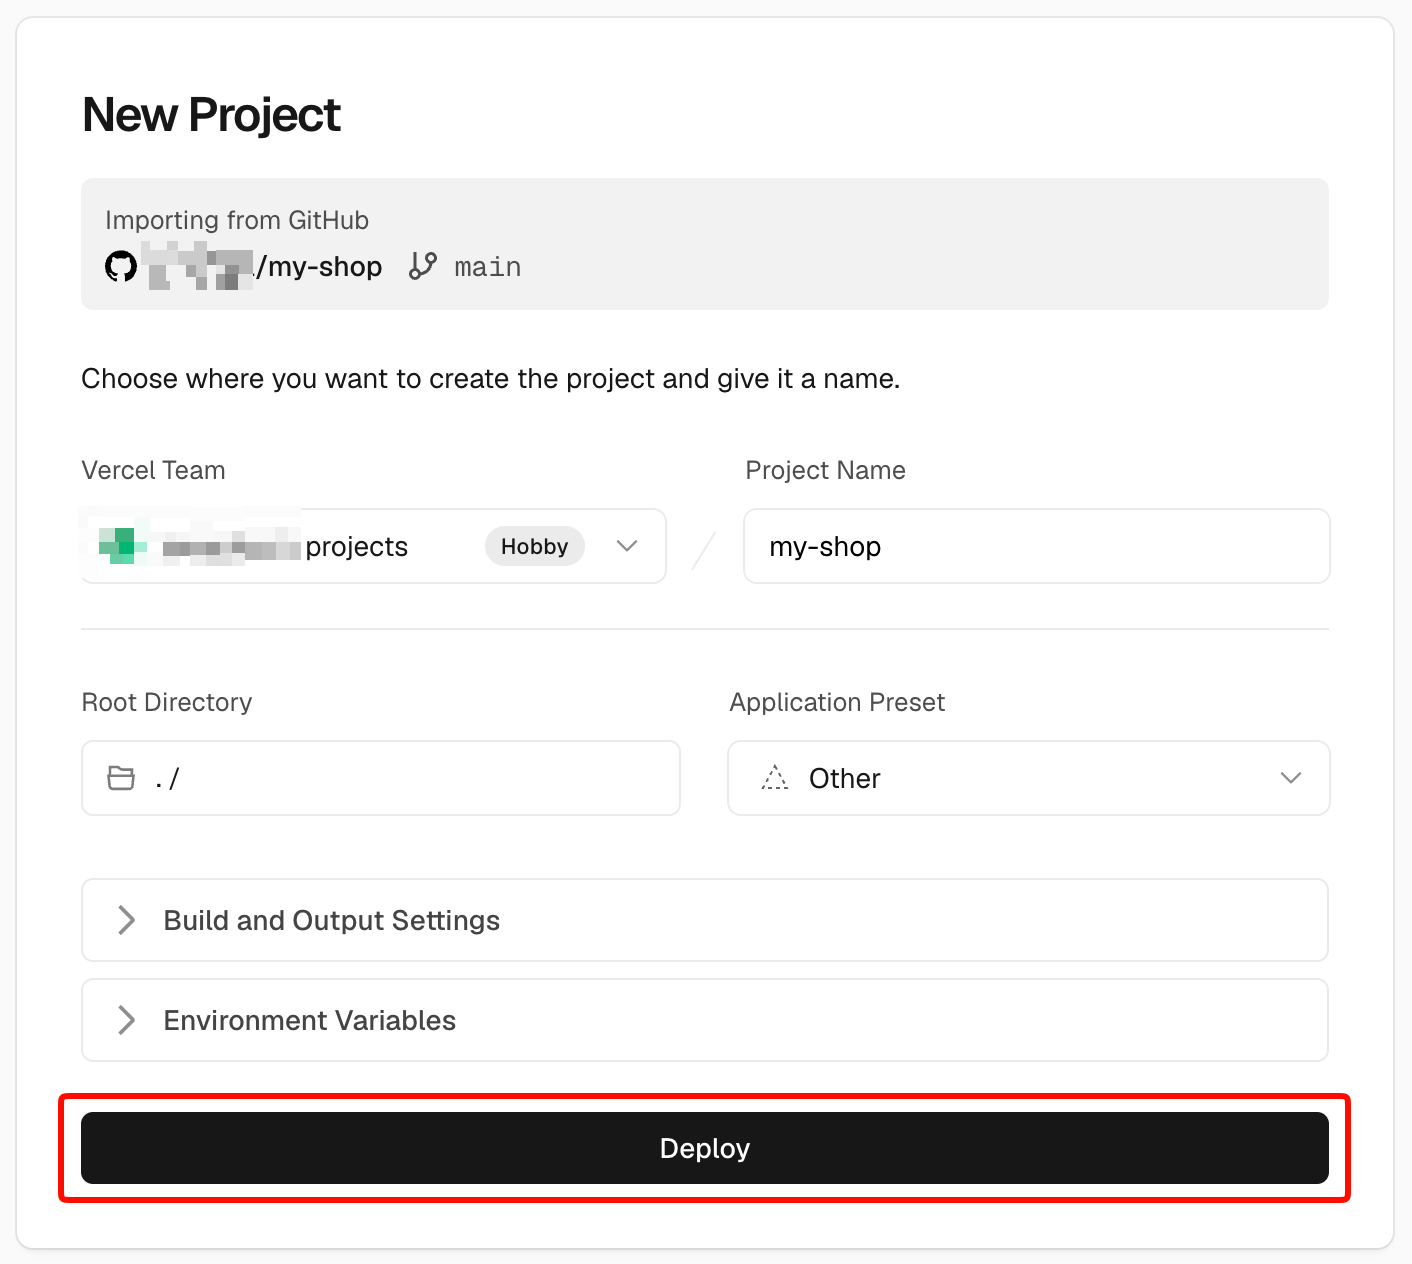 New Project
Importing from GitHub
/my-shop main
Choose where you want to create the project and give it a name.
Vercel Team
Project Name
projects Hobby
my-shop
Root Directory
Application Preset
./
Other
Build and Output Settings
Environment Variables
Deploy